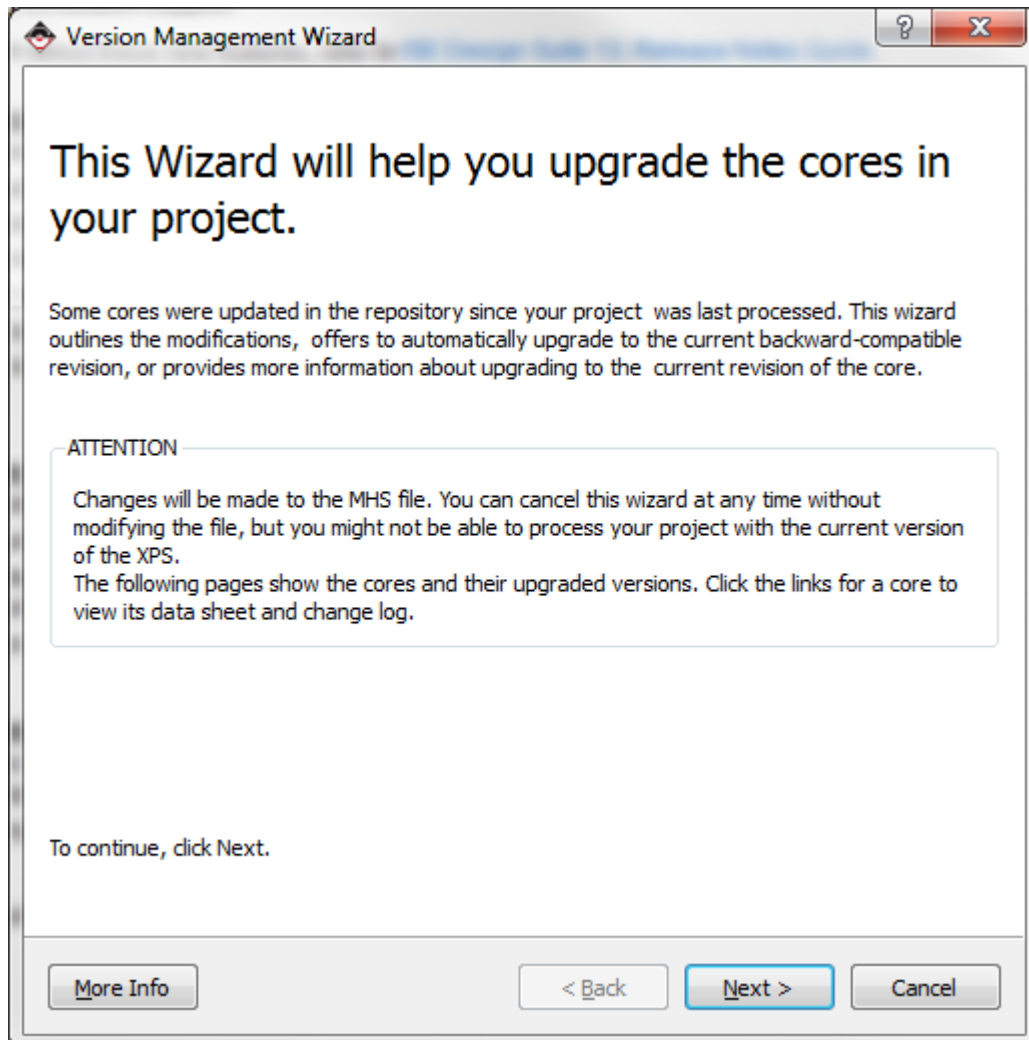 Version Management Wizard
This Wizard will help you upgrade the cores in
your project.
Some cores were updated in the repository since your project  was last processed. This wizard
outlines the modifications,  offers to automatically upgrade to the current backward-compatible
revision, or provides more information about upgrading to the  current revision of the core.
ATTENTION
Changes will be made to the MHS file. You can cancel this wizard at any time without
modifying the file, but you might not be able to process your project with the current version
of the XPS.
The following pages show the cores and their upgraded versions. Click the links for a core to
view its data sheet and change log.
To continue, click Next.
More Info
< Back
Next >
Cancel